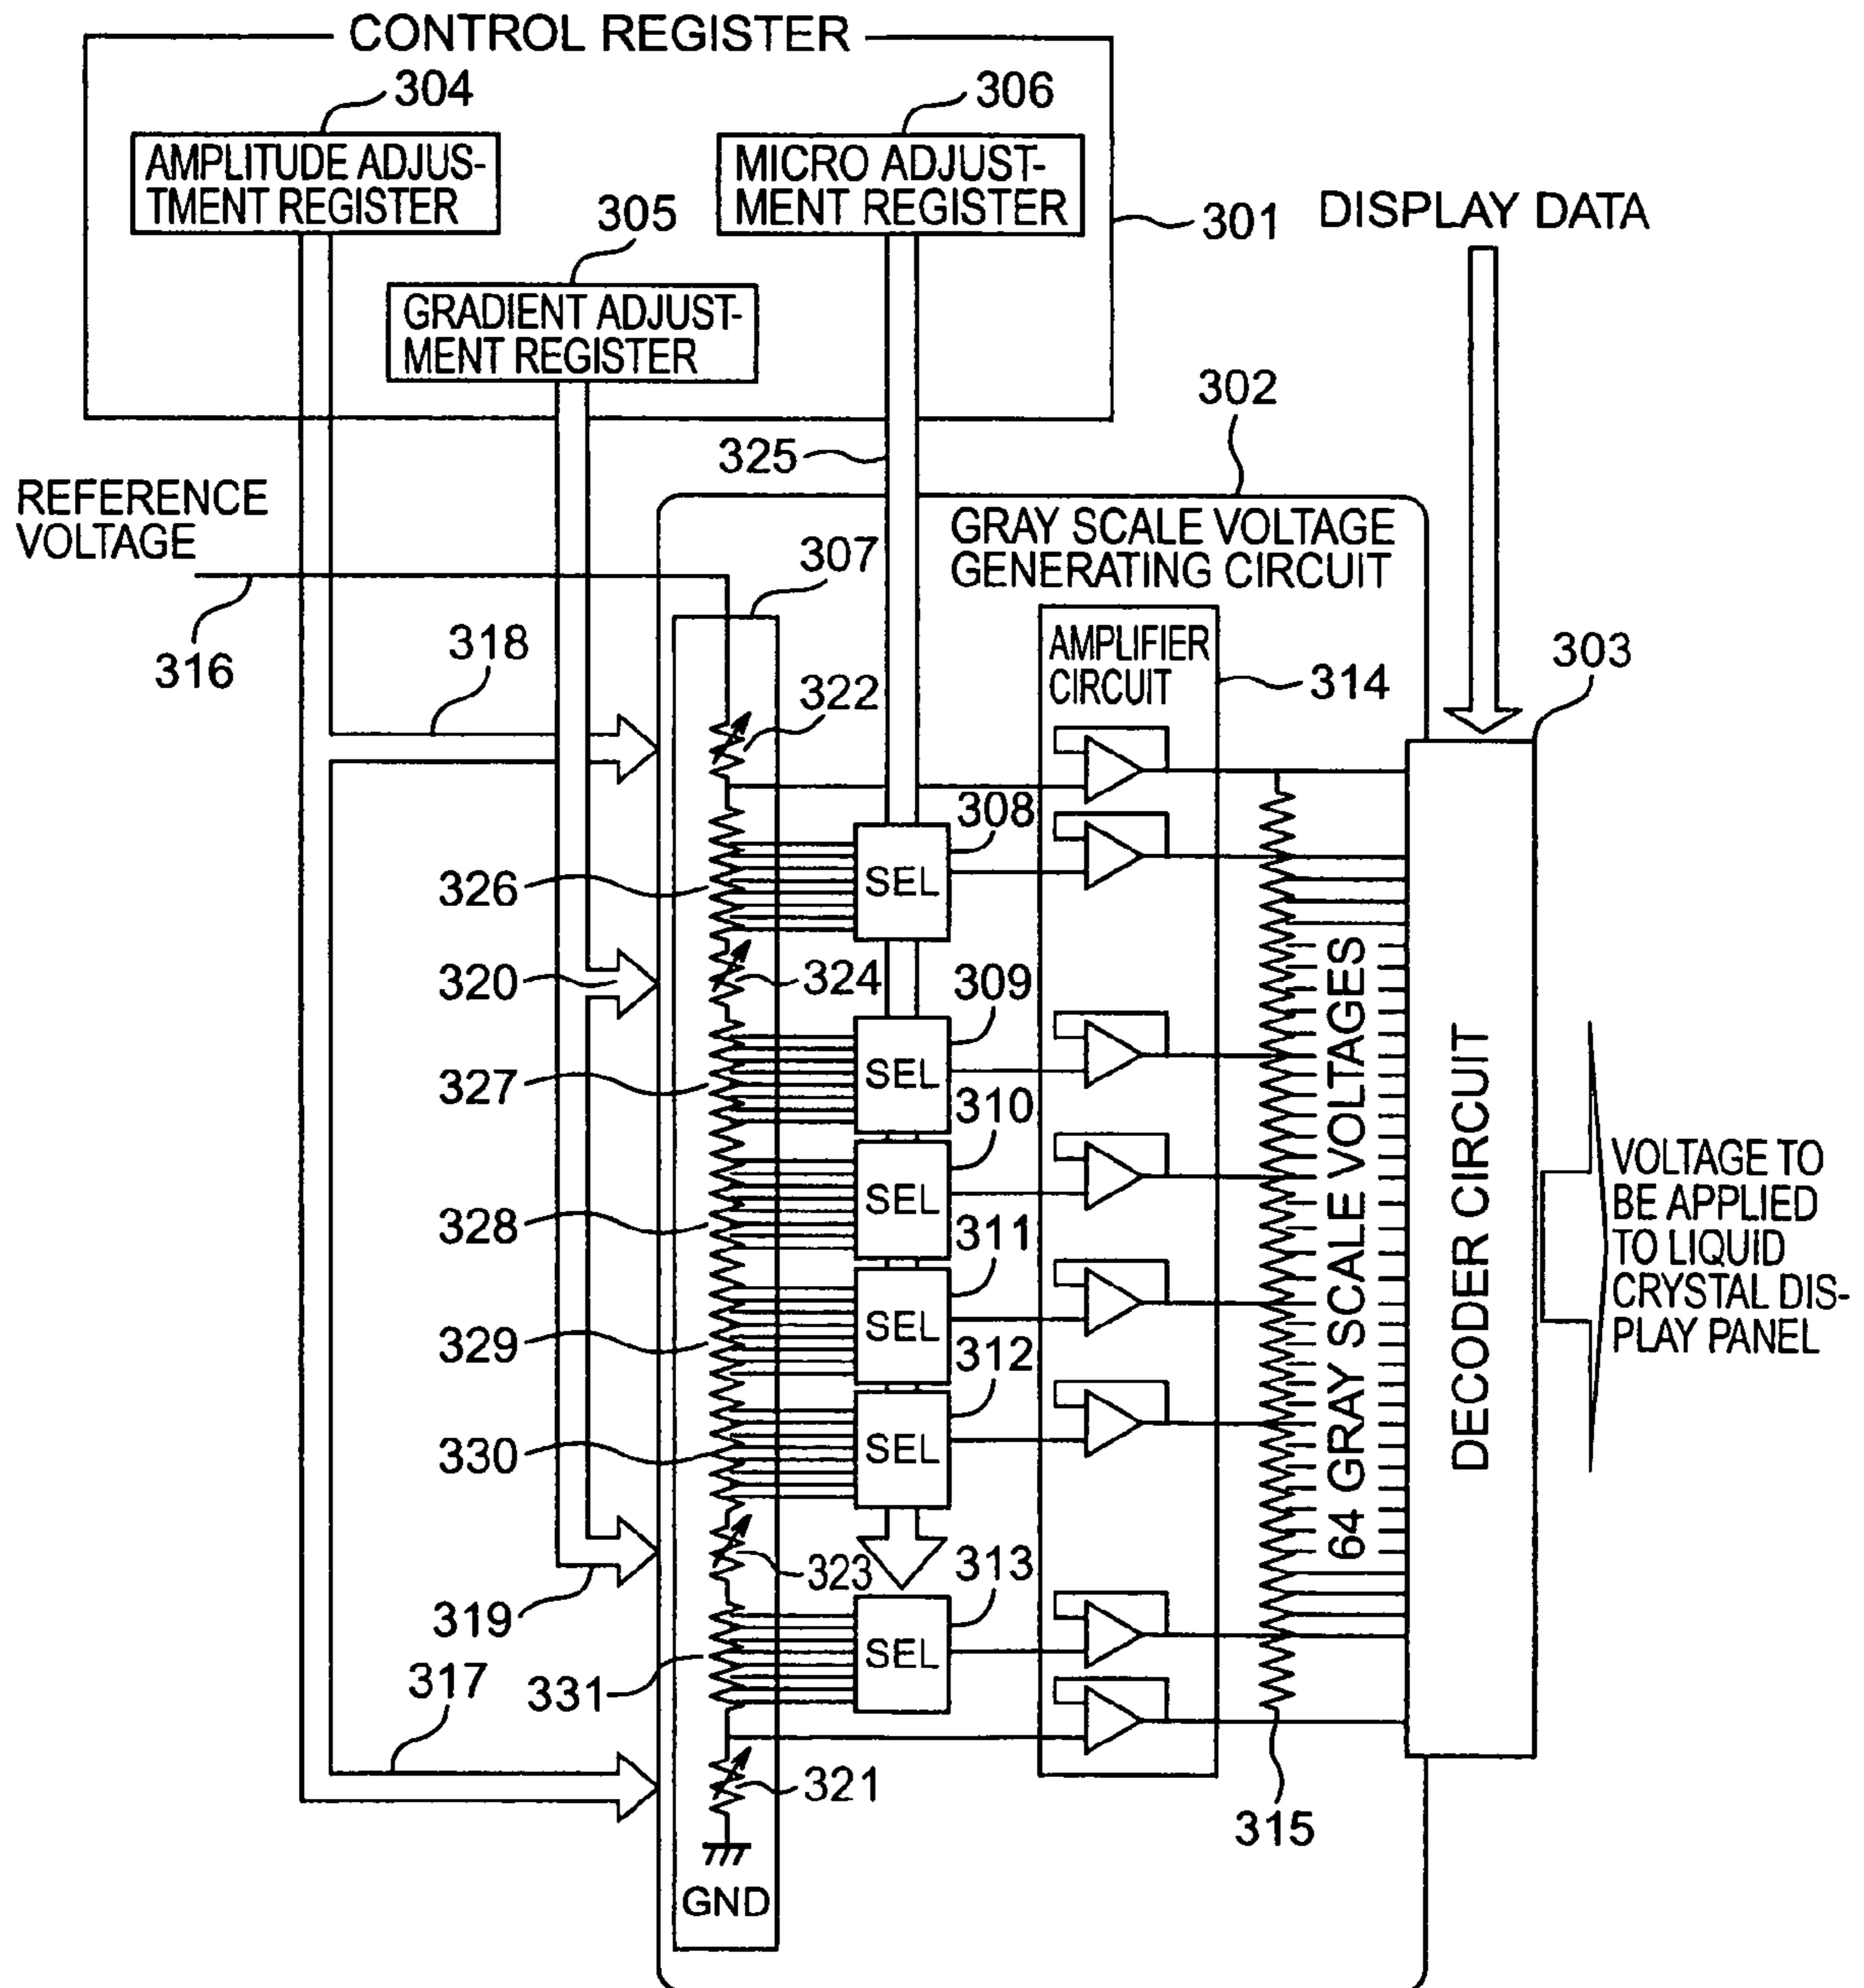 CONTROL REGISTER
304
306
AMPLITUDE ADJUS-
TMENT REGISTER
MICRO ADJUST-
MENT REGISTER
305
301
DISPLAY DATA
GRADIENT ADJUST-
MENT REGISTER
302
325
REFERENCE
VOLTAGE
GRAY SCALE VOLTAGE
GENERATING CIRCUIT
307
316
318
AMPLIFIER
CIRCUIT
314
303
322
308
SEL
326
320
324
309
SEL
327
310
SEL
328
311
SEL
329
312
SEL
330
323
313
319
SEL
331
317
321
315
GND
64 GRAY SCALE VOLTAGES
DECODER CIRCUIT
VOLTAGE TO
BE APPLIED
TO LIQUID
CRYSTAL DIS-
PLAY PANEL